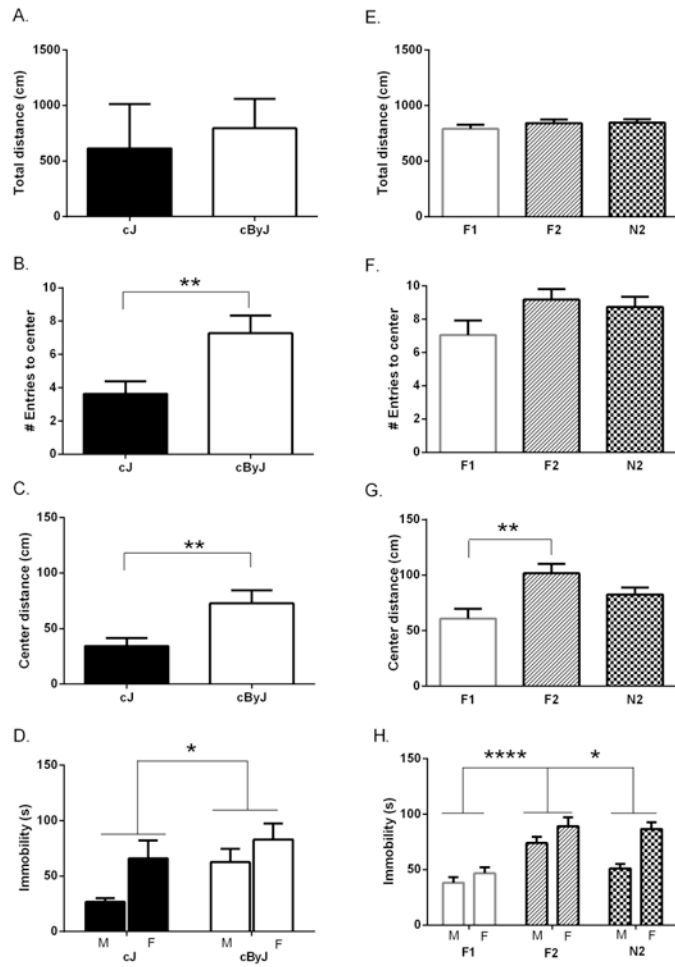 A.
Total distance (cm)
1500
1000
500
0
cJ
cByJ
B.
# Entries to center
10
8
6
4
2
0
**
cJ
cByJ
C.
Center distance (cm)
150
100
50
0
**
cJ
cByJ
D.
Immobility (s)
150
100
50
0
*
M F M F
cJ cByJ
E.
Total distance (cm)
1500
1000
500
0
F1 F2 N2
F.
# Entries to center
10
8
6
4
2
0
F1 F2 N2
G.
Center distance (cm)
150
100
50
0
**
F1 F2 N2
H.
Immobility (s)
150
100
50
0
**** *
M F M F M F
F1 F2 N2